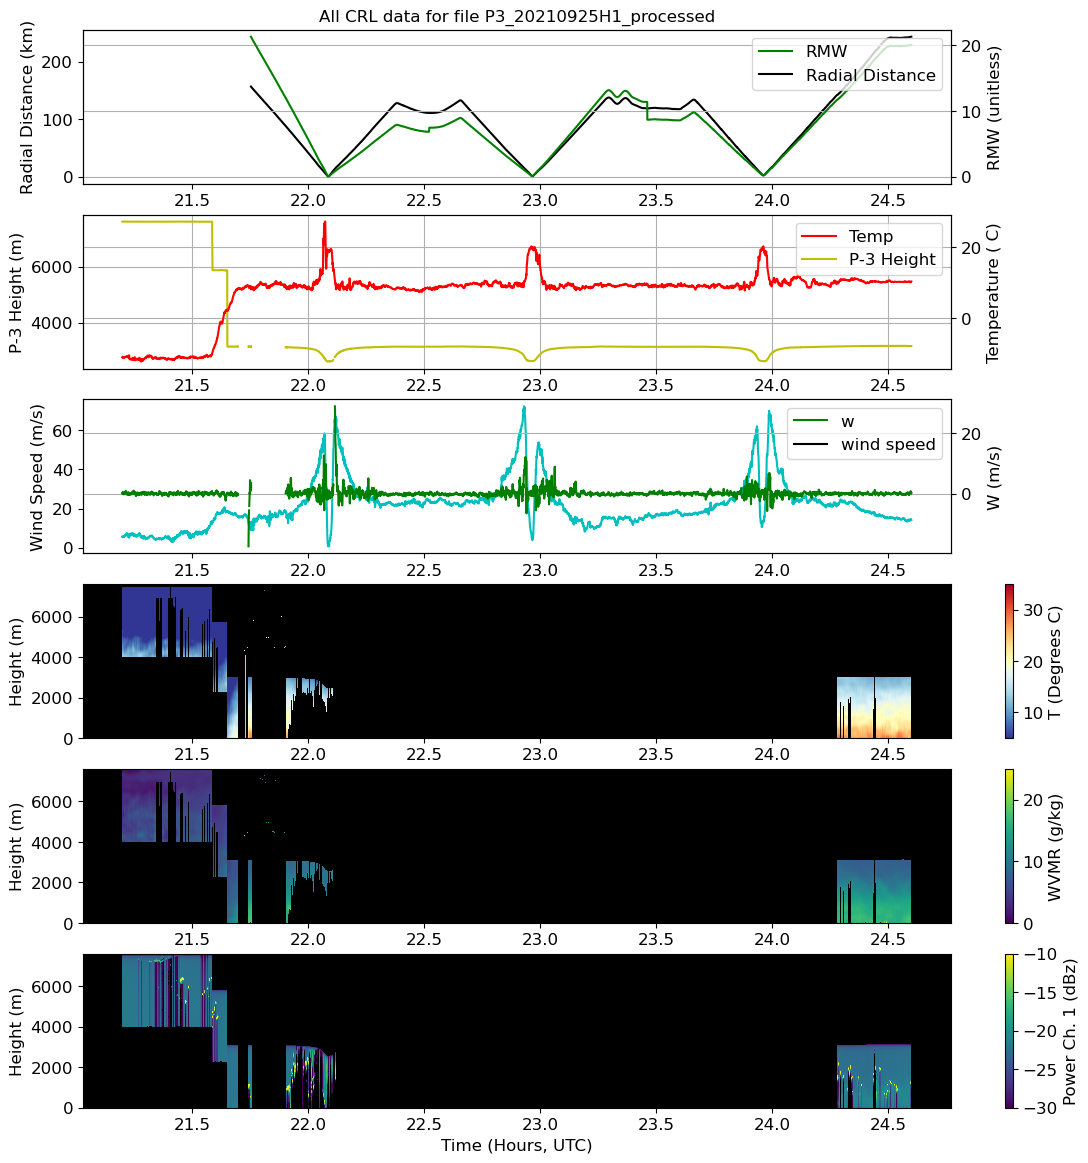 All CRL data for file P3_20210925H1_processed
Radial Distance (km)
200
100
0
RMW
Radial Distance
20
10
0
RMW (unitless)
21.5 22.0 22.5 23.0 23.5 24.0 24.5
P-3 Height (m)
6000
4000
Temp
P-3 Height
20
0
Temperature ( C)
21.5 22.0 22.5 23.0 23.5 24.0 24.5
Wind Speed (m/s)
60
40
20
0
w
wind speed
20
0
W (m/s)
21.5 22.0 22.5 23.0 23.5 24.0 24.5
Height (m)
6000
4000
2000
0
21.5 22.0 22.5 23.0 23.5 24.0 24.5
30
20
10
T (Degrees C)
Height (m)
6000
4000
2000
0
21.5 22.0 22.5 23.0 23.5 24.0 24.5
20
10
0
WVMR (g/kg)
Height (m)
6000
4000
2000
0
21.5 22.0 22.5 23.0 23.5 24.0 24.5
Time (Hours, UTC)
−10
−15
−20
−25
−30
Power Ch. 1 (dBz)